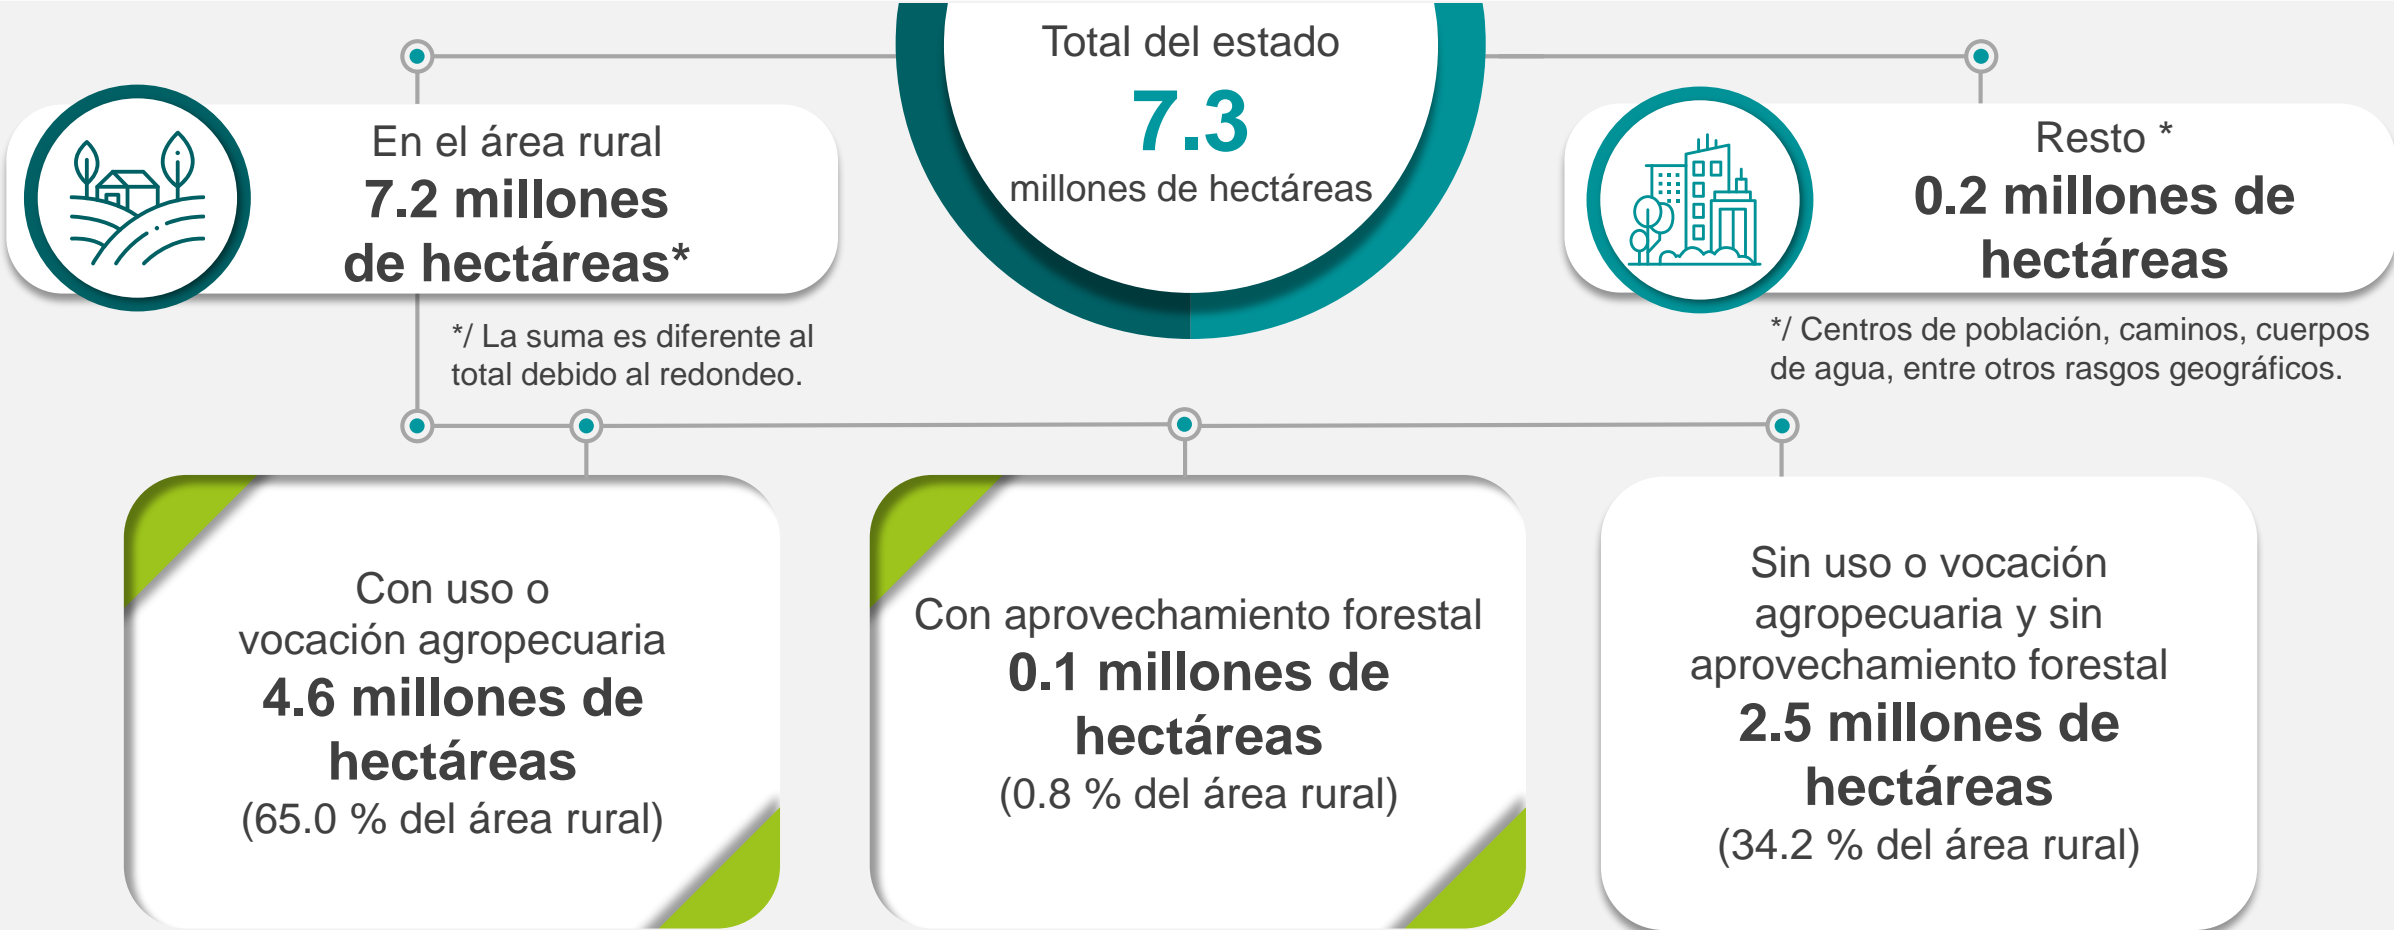 Total del estado
7.3
millones de hectáreas
En el área rural
7.2 millones
de hectáreas*
*/ La suma es diferente al
total debido al redondeo.
Resto *
0.2 millones de
hectáreas
*/ Centros de población, caminos, cuerpos
de agua, entre otros rasgos geográficos.
Con uso o
vocación agropecuaria
4.6 millones de
hectáreas
(65.0 % del área rural)
Con aprovechamiento forestal
0.1 millones de
hectáreas
(0.8 % del área rural)
Sin uso o vocación
agropecuaria y sin
aprovechamiento forestal
2.5 millones de
hectáreas
(34.2 % del área rural)